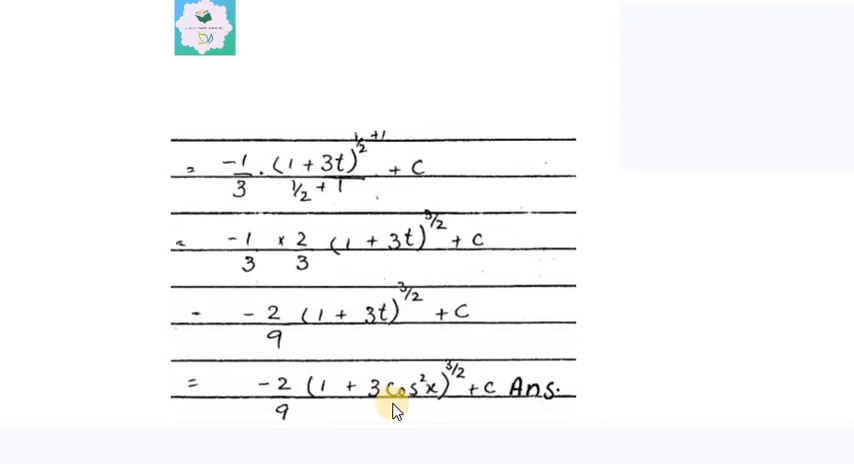 = -1/3 . (1 + 3t)^(1/2 + 1) / (1/2 + 1) + C
= -1/3 × 2/3 (1 + 3t)^(3/2) + C
= -2/9 (1 + 3t)^(3/2) + C
= -2/9 (1 + 3cos²x)^(3/2) + C Ans.